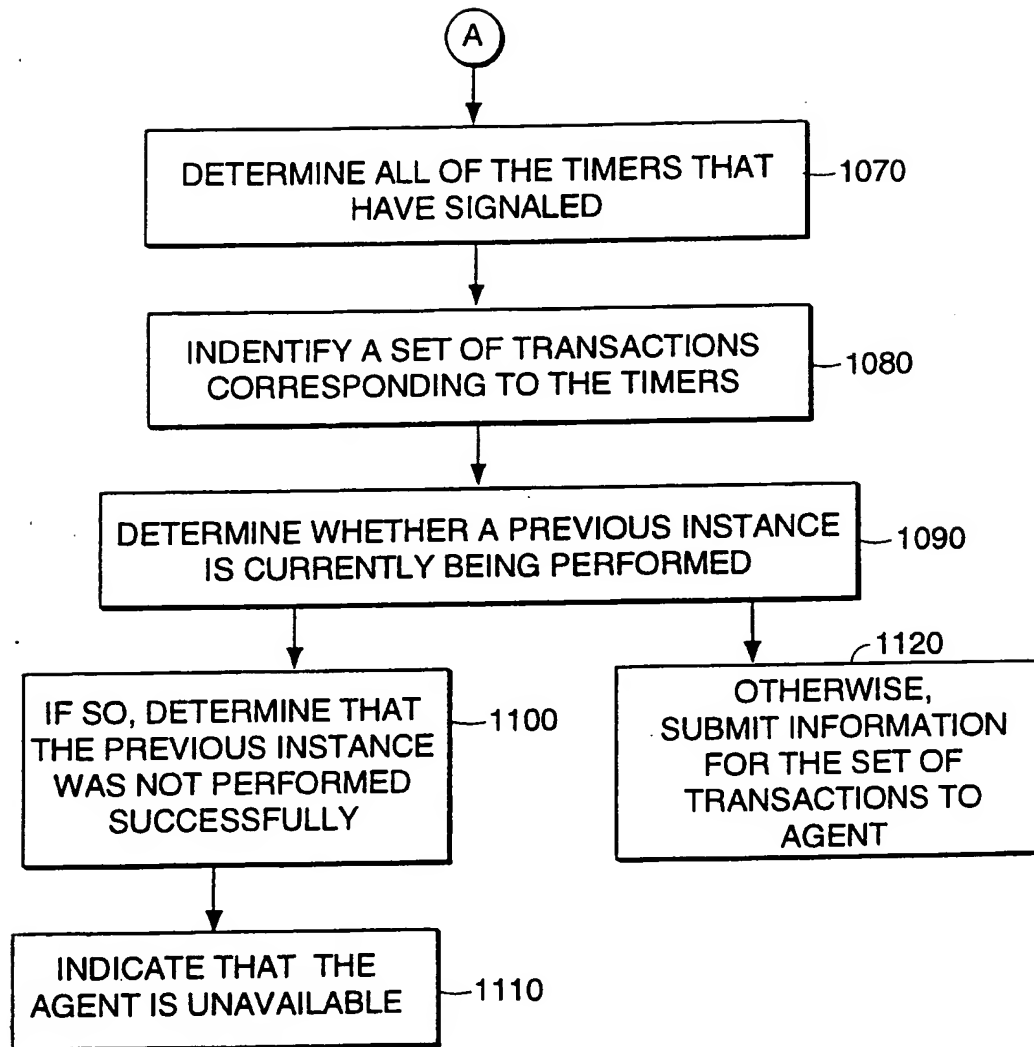 A
DETERMINE ALL OF THE TIMERS THAT
HAVE SIGNALED
1070
INDENTIFY A SET OF TRANSACTIONS
CORRESPONDING TO THE TIMERS
1080
DETERMINE WHETHER A PREVIOUS INSTANCE
IS CURRENTLY BEING PERFORMED
1090
IF SO, DETERMINE THAT
THE PREVIOUS INSTANCE
WAS NOT PERFORMED
SUCCESSFULLY
1100
1120
OTHERWISE,
SUBMIT INFORMATION
FOR THE SET OF
TRANSACTIONS TO
AGENT
INDICATE THAT THE
AGENT IS UNAVAILABLE
1110